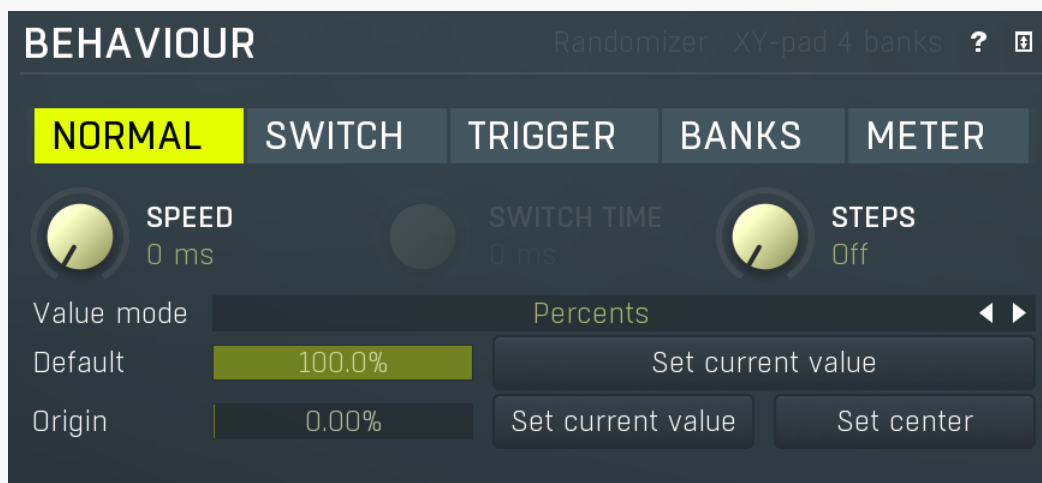 BEHAVIOUR Randomizer XY-pad 4 banks ?
NORMAL SWITCH TRIGGER BANKS METER
SPEED SWITCH TIME STEPS
0 ms 0 ms Off
Value mode Percents
Default 100.0% Set current value
Origin 0.00% Set current value Set center